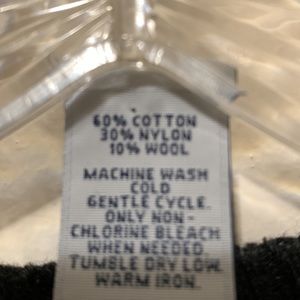 60% COTTON
30% NYLON
10% WOOL
MACHINE WASH
COLD
GENTLE CYCLE.
ONLY NON-
CHLORINE BLEACH
WHEN NEEDED
TUMBLE DRY LOW.
WARM IRON.